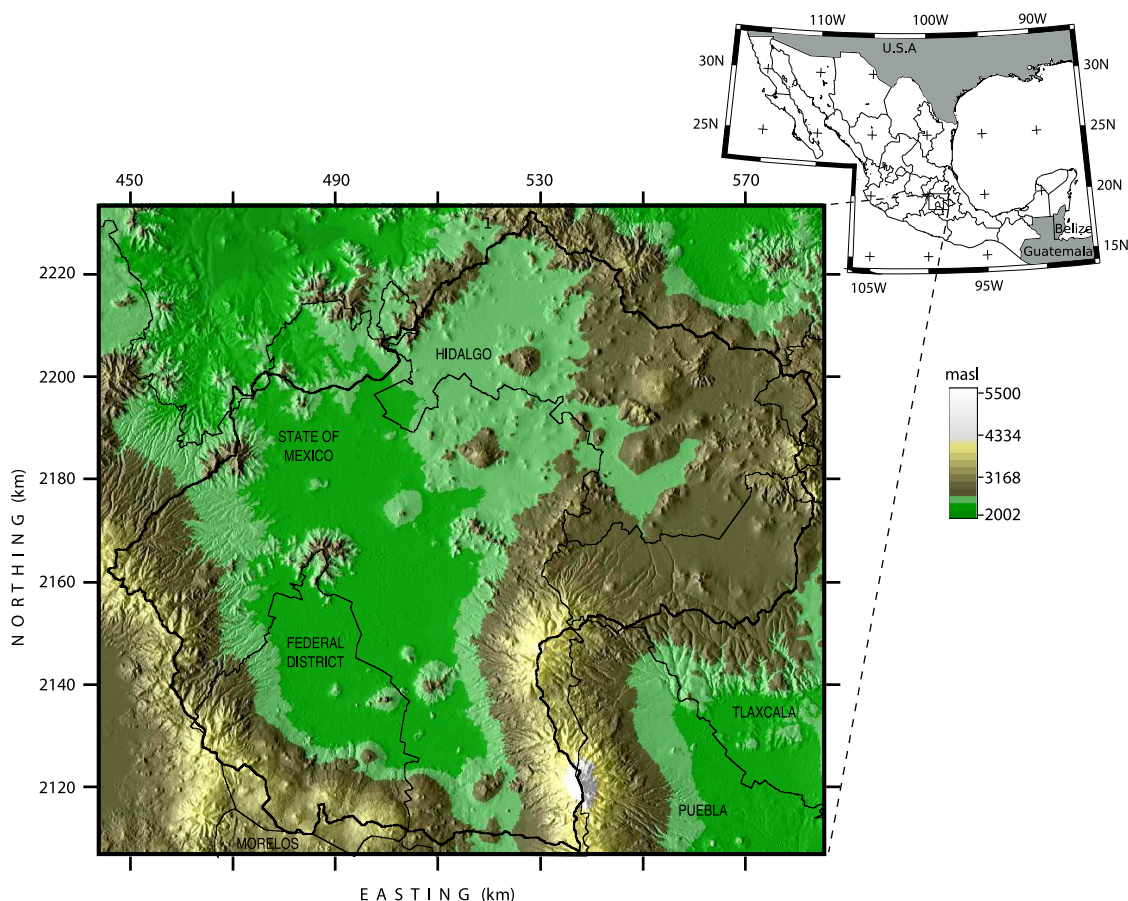 110W
100W
90W
U.S.A
30N
30N
25N
25N
20N
20N
Belize
Guatemala
15N
105W
95W
450
490
530
570
2220
2200
2180
2160
2140
2120
NORTHING (km)
HIDALGO
STATE OF
MEXICO
FEDERAL
DISTRICT
TLAXCALA
PUEBLA
MORELOS
masl
5500
4334
3168
2002
EASTING (km)